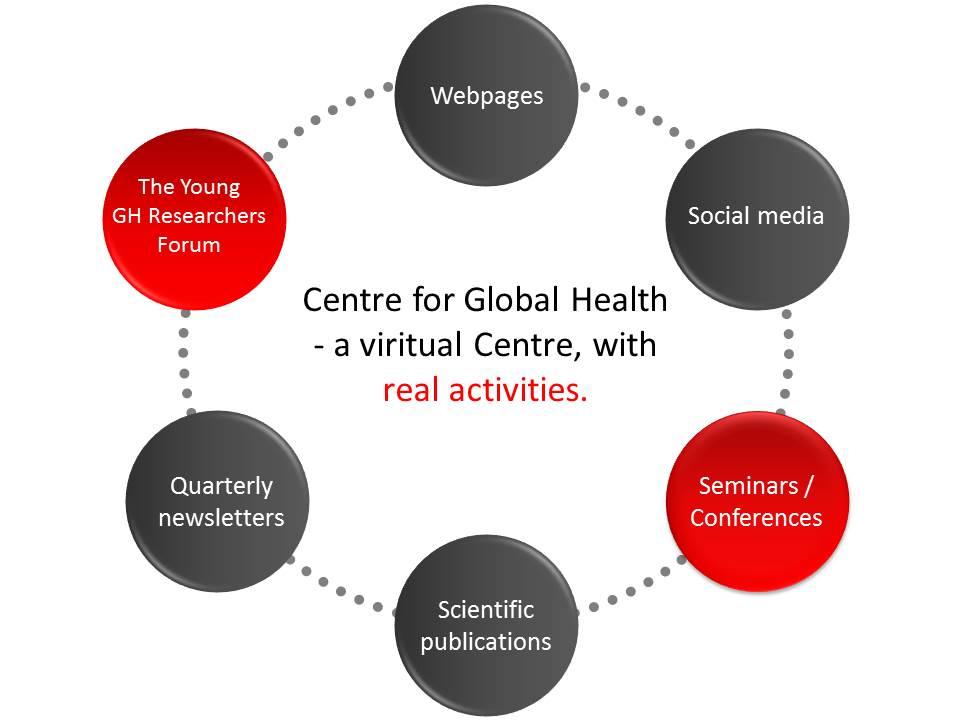 Webpages
The Young
GH Researchers
Forum
Social media
Centre for Global Health
- a viritual Centre, with
real activities.
Quarterly
newsletters
Seminars /
Conferences
Scientific
publications